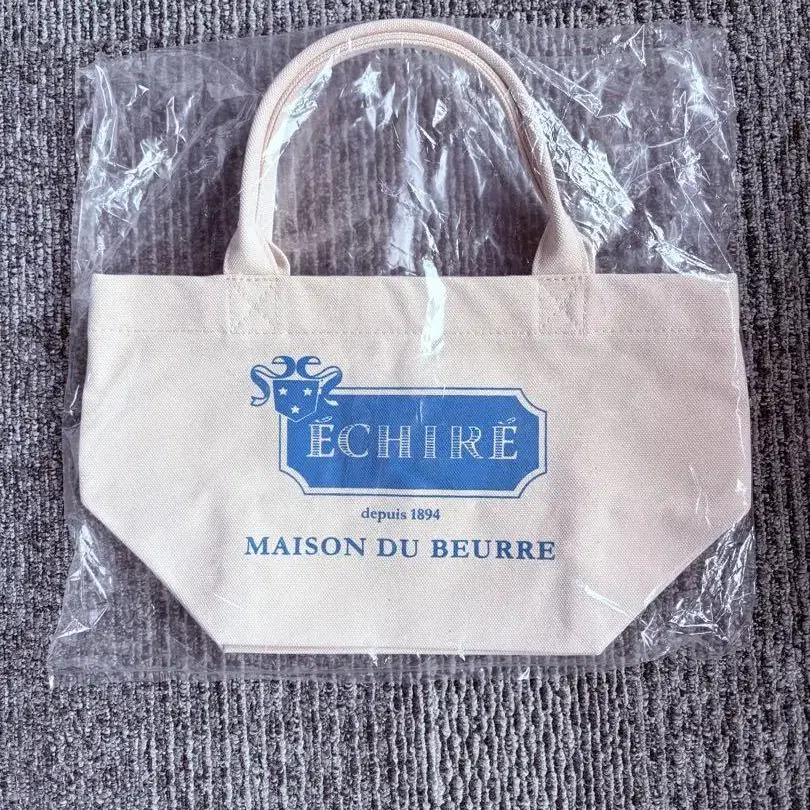 ÉCHIRÉ
depuis 1894
MAISON DU BEURRE